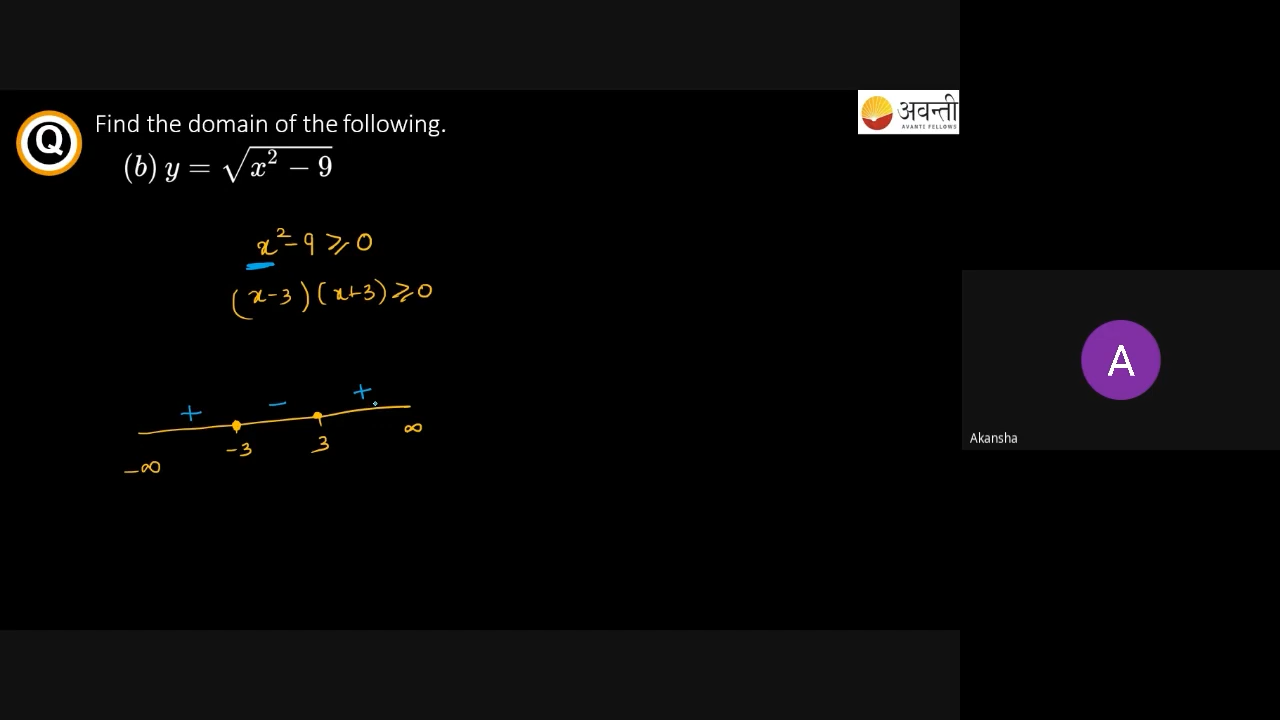 Q
Find the domain of the following.
(b) y = √(x² − 9)
अवन्ती
AVANTI FELLOWS
x² - 9 ≥ 0
(x - 3) (x + 3) ≥ 0
+ − +
-∞ -3 3 ∞
A
Akansha